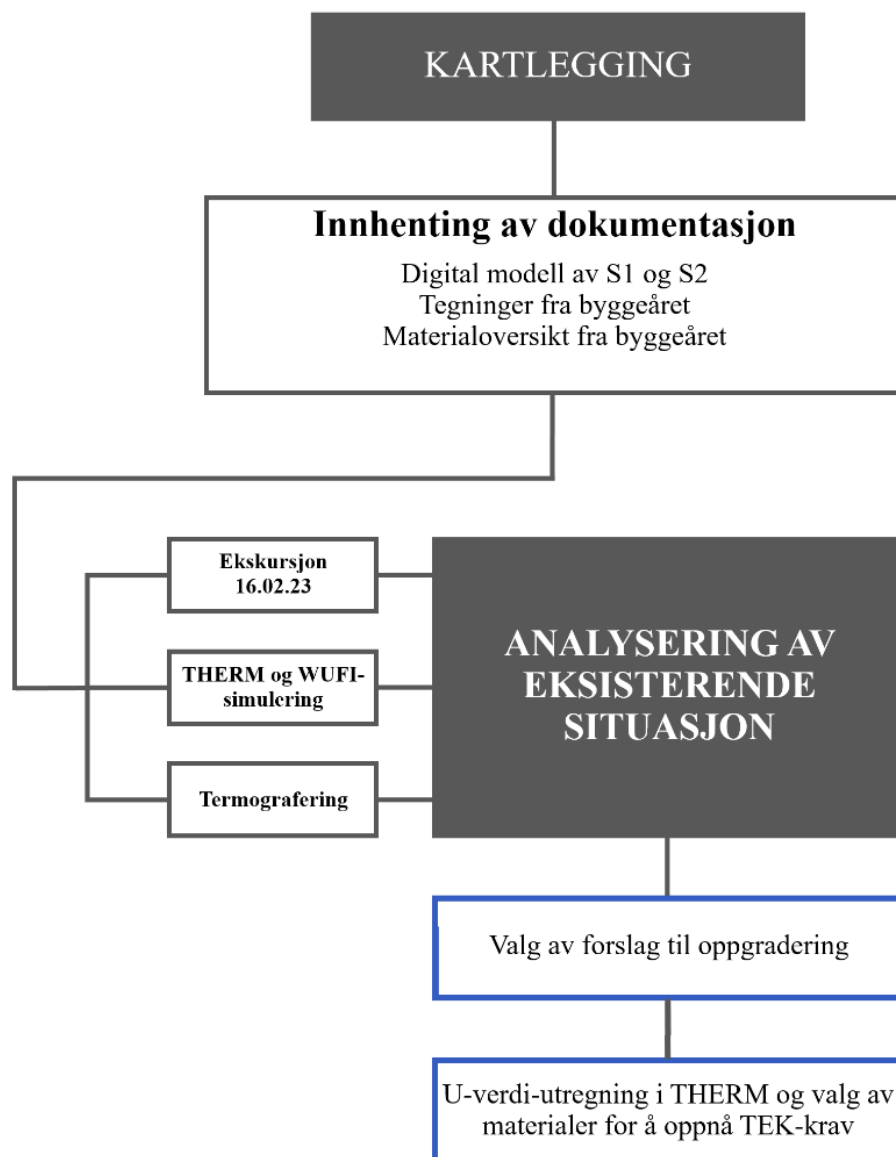 KARTLEGGING
Innhenting av dokumentasjon
Digital modell av S1 og S2
Tegninger fra byggeåret
Materialoversikt fra byggeåret
Ekskursjon
16.02.23
THERM og WUFI-
simulering
Termografering
ANALYSERING AV
EKSISTERENDE
SITUASJON
Valg av forslag til oppgradering
U-verdi-utregning i THERM og valg av
materialer for å oppnå TEK-krav